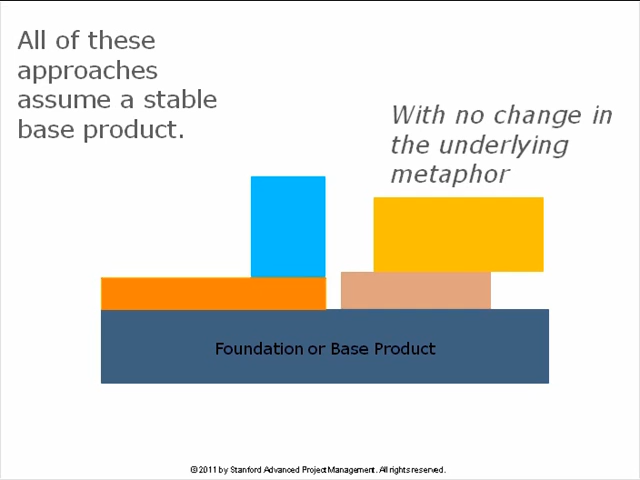 All of these
approaches
assume a stable
base product.
With no change in
the underlying
metaphor
Foundation or Base Product
© 2011 by Stanford Advanced Project Management. All rights reserved.